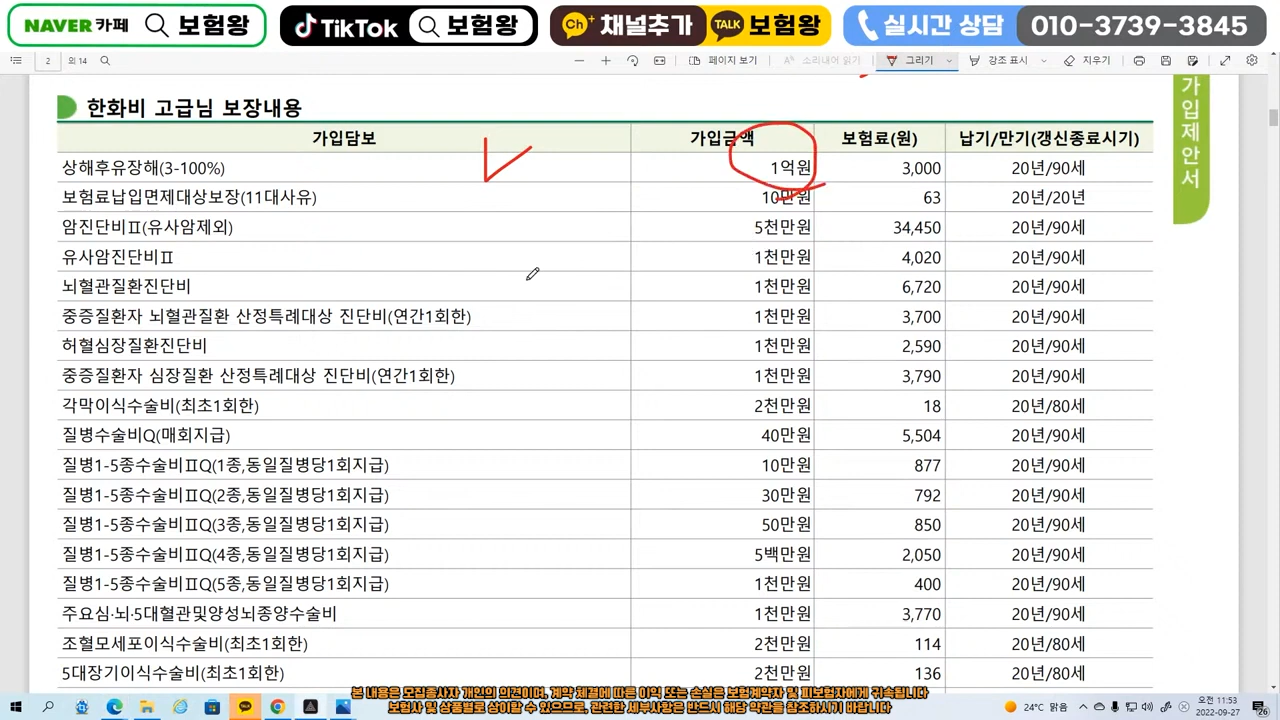 NAVER 카페 보험왕 TikTok 보험왕 Ch+ 채널추가 TALK 보험왕 실시간 상담 010-3739-3845
2 의 14 페이지 보기 소리내어 읽기 그리기 강조 표시 지우기
가입제안서
한화비 고급님 보장내용
가입담보 가입금액 보험료(원) 납기/만기(갱신종료시기)
상해후유장해(3-100%) 1억원 3,000 20년/90세
보험료납입면제대상보장(11대사유) 10만원 63 20년/20년
암진단비Ⅱ(유사암제외) 5천만원 34,450 20년/90세
유사암진단비Ⅱ 1천만원 4,020 20년/90세
뇌혈관질환진단비 1천만원 6,720 20년/90세
중증질환자 뇌혈관질환 산정특례대상 진단비(연간1회한) 1천만원 3,700 20년/90세
허혈심장질환진단비 1천만원 2,590 20년/90세
중증질환자 심장질환 산정특례대상 진단비(연간1회한) 1천만원 3,790 20년/90세
각막이식수술비(최초1회한) 2천만원 18 20년/80세
질병수술비Q(매회지급) 40만원 5,504 20년/90세
질병1-5종수술비ⅡQ(1종,동일질병당1회지급) 10만원 877 20년/90세
질병1-5종수술비ⅡQ(2종,동일질병당1회지급) 30만원 792 20년/90세
질병1-5종수술비ⅡQ(3종,동일질병당1회지급) 50만원 850 20년/90세
질병1-5종수술비ⅡQ(4종,동일질병당1회지급) 5백만원 2,050 20년/90세
질병1-5종수술비ⅡQ(5종,동일질병당1회지급) 1천만원 400 20년/90세
주요심·뇌·5대혈관및양성뇌종양수술비 1천만원 3,770 20년/90세
조혈모세포이식수술비(최초1회한) 2천만원 114 20년/80세
5대장기이식수술비(최초1회한) 2천만원 136 20년/80세
본 내용은 모집종사자 개인의 의견이며, 계약 체결에 따른 이익 또는 손실은 보험계약자 및 피보험자에게 귀속됩니다
보험사 및 상품별로 상이할 수 있으므로, 관련한 세부사항은 반드시 해당 약관을 참조하시기 바랍니다
24℃ 맑음 오전 11:53
2022-09-27 26